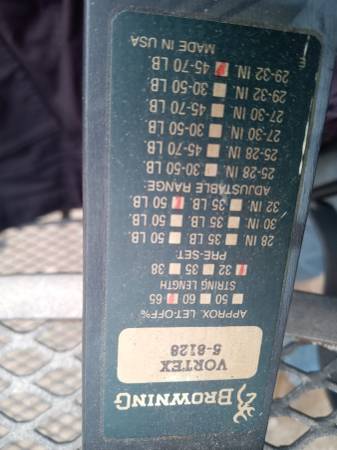 BROWNING
VORTEX
5-8128
APPROX. LET-OFF%
50 60 65
STRING LENGTH
32 35 38
PRE-SET:
28 IN. 35 LB. 50 LB.
30 IN. 35 LB. 50 LB.
32 IN. 35 LB. 50 LB.
ADJUSTABLE RANGE:
25-28 IN. 30-50 LB.
25-28 IN. 45-70 LB.
27-30 IN. 30-50 LB.
27-30 IN. 45-70 LB.
29-32 IN. 30-50 LB.
29-32 IN. 45-70 LB.
MADE IN USA